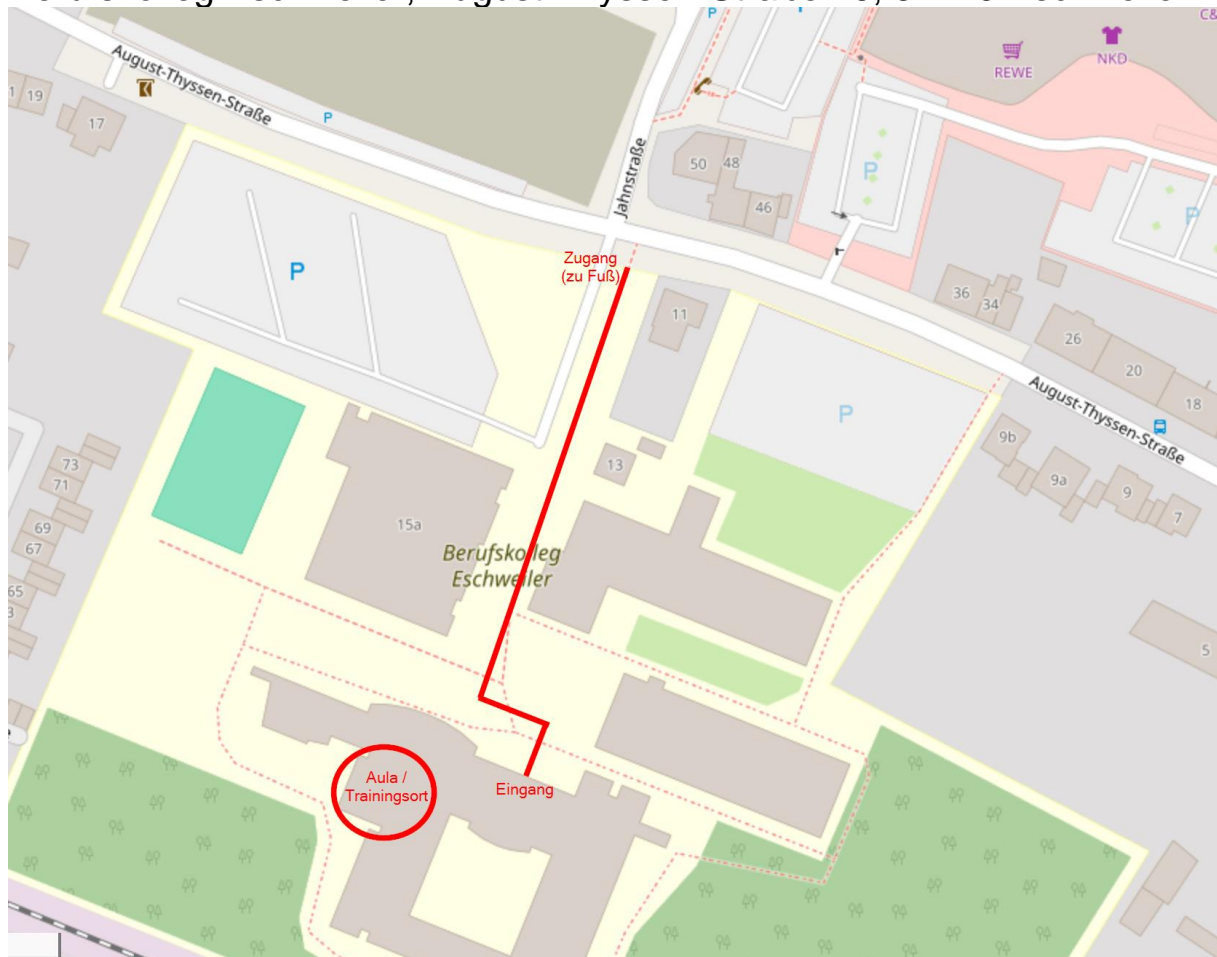 August-Thyssen-Straße
19
17
P
P
P
Jahnstraße
50
48
46
REWE
NKD
C&
P
P
36
34
26
20
18
August-Thyssen-Straße
Zugang
(zu Fuß)
P
11
P
13
9b
9a
9
7
73
71
69
67
65
3
15a
Berufskolleg
Eschweiler
5
Aula /
Trainingsort
Eingang